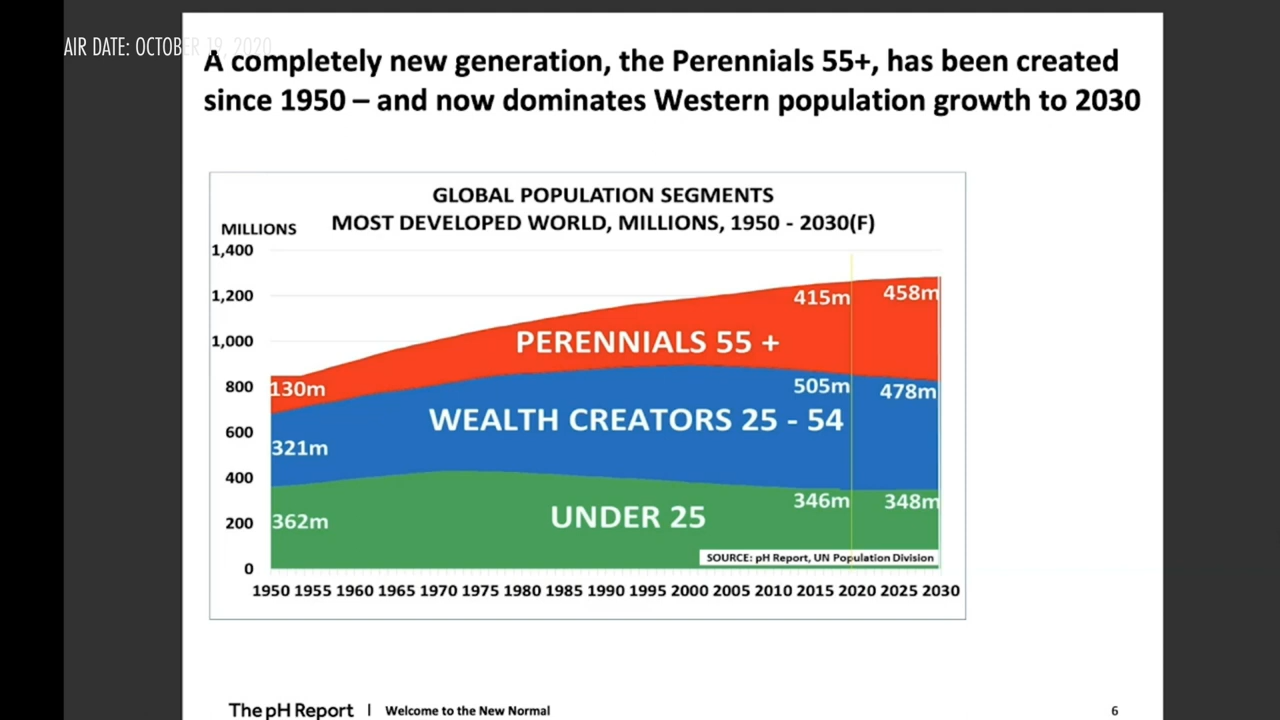 AIR DATE: OCTOBER 19, 2020
A completely new generation, the Perennials 55+, has been created
since 1950 – and now dominates Western population growth to 2030
GLOBAL POPULATION SEGMENTS
MOST DEVELOPED WORLD, MILLIONS, 1950 - 2030(F)
MILLIONS
1,400
1,200
1,000
800
600
400
200
0
415m
458m
PERENNIALS 55 +
130m
505m
478m
WEALTH CREATORS 25 - 54
321m
346m
348m
UNDER 25
362m
SOURCE: pH Report, UN Population Division
1950 1955 1960 1965 1970 1975 1980 1985 1990 1995 2000 2005 2010 2015 2020 2025 2030
The pH Report | Welcome to the New Normal
6